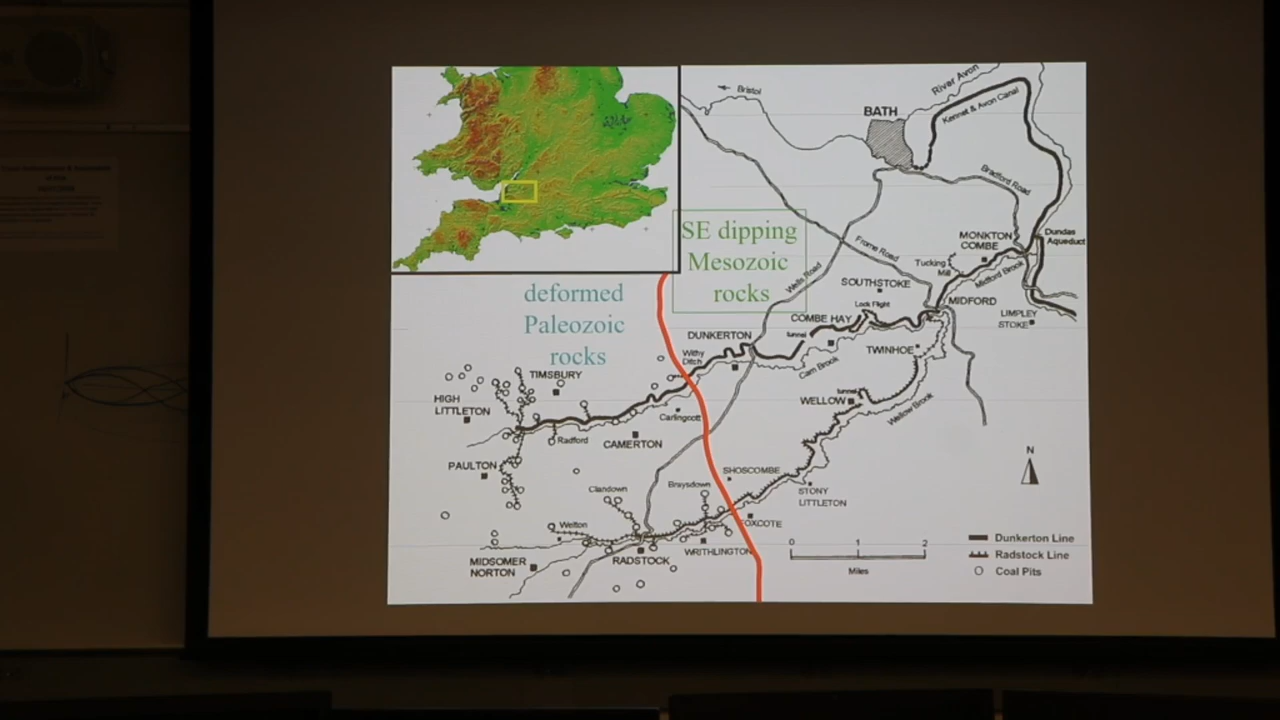 Bristol
River Avon
BATH
Kennet & Avon Canal
Bradford Road
SE dipping
Mesozoic
rocks
Wells Road
Frome Road
MONKTON
COMBE
Dundas
Aqueduct
Tucking
Mill
Midford Brook
SOUTHSTOKE
Lock Flight
MIDFORD
LIMPLEY
STOKE
COMBE HAY
tunnel
DUNKERTON
TWINHOE
Cam Brook
deformed
Paleozoic
rocks
Withy
Ditch
TIMSBURY
HIGH
LITTLETON
Carlingcott
WELLOW
tunnel
Wellow Brook
Radford
CAMERTON
PAULTON
SHOSCOMBE
Braysdown
Clandown
STONY
LITTLETON
N
Welton
FOXCOTE
WRITHLINGTON
RADSTOCK
MIDSOMER
NORTON
0 1 2
Miles
Dunkerton Line
Radstock Line
Coal Pits